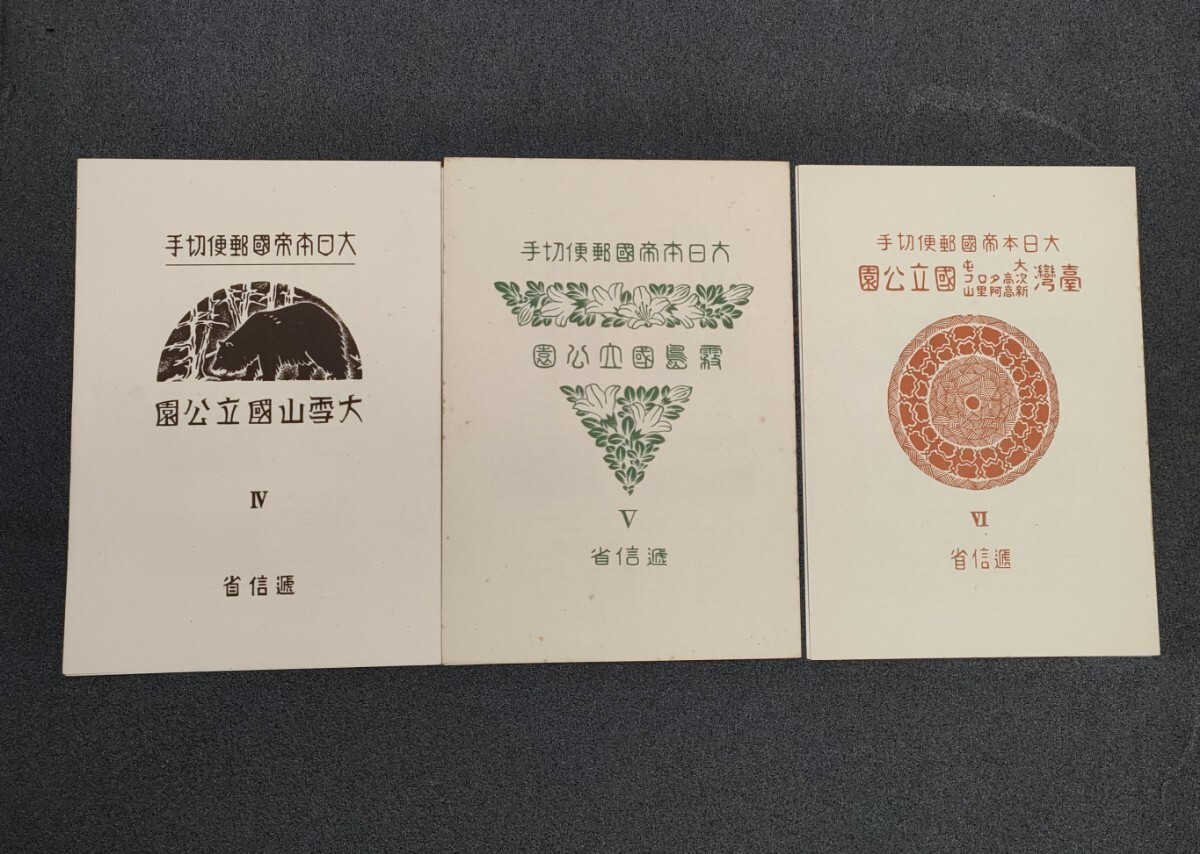 大日本帝國郵便切手
大雪山國立公園
IV
遞信省
大日本帝國郵便切手
霧島國立公園
V
遞信省
大日本帝國郵便切手
臺灣大屯次高タロコ新高阿里山國立公園
VI
遞信省